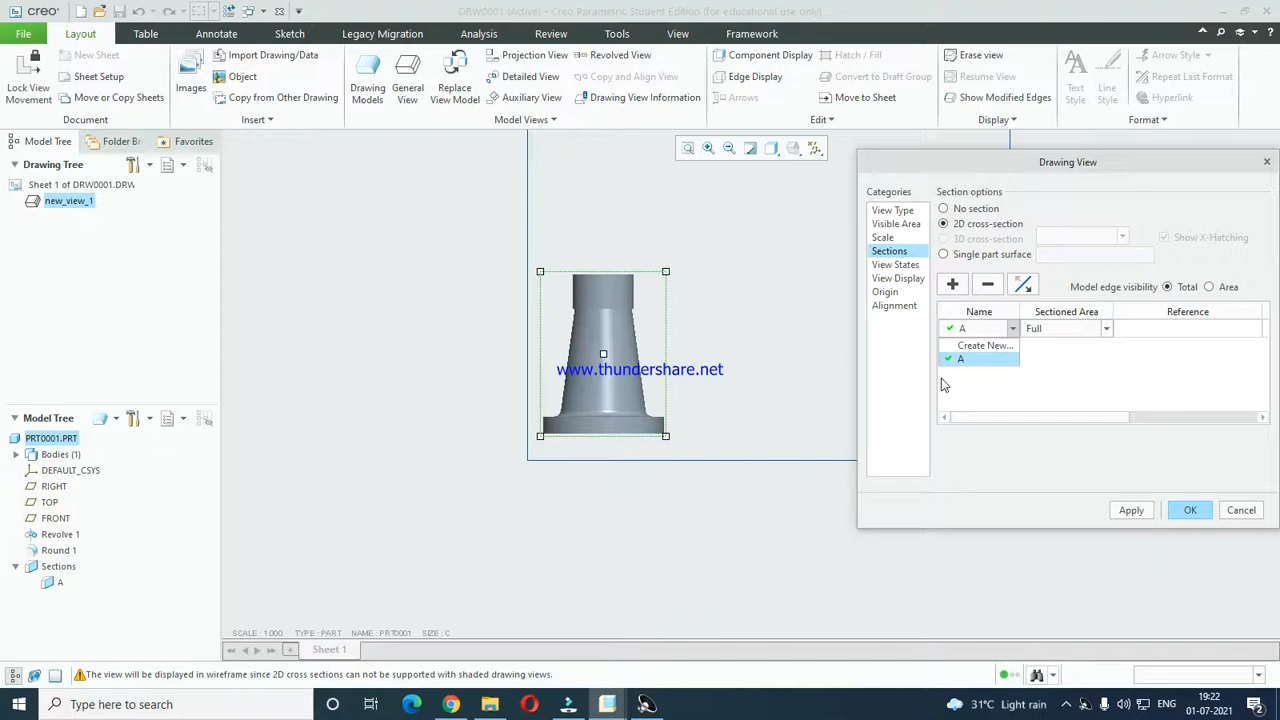 creo
DRW0001 (Active) - Creo Parametric Student Edition (for educational use only)
File Layout Table Annotate Sketch Legacy Migration Analysis Review Tools View Framework
Lock View Movement
New Sheet
Sheet Setup
Move or Copy Sheets
Document
Images
Import Drawing/Data
Object
Copy from Other Drawing
Insert
Drawing Models
General View
Replace View Model
Projection View
Detailed View
Auxiliary View
Revolved View
Copy and Align View
Drawing View Information
Model Views
Component Display
Edge Display
Arrows
Hatch / Fill
Convert to Draft Group
Move to Sheet
Edit
Erase view
Resume View
Show Modified Edges
Display
Text Style
Line Style
Arrow Style
Repeat Last Format
Hyperlink
Format
Model Tree Folder Br Favorites
Drawing Tree
Sheet 1 of DRW0001.DRW
new_view_1
Model Tree
PRT0001.PRT
Bodies (1)
DEFAULT_CSYS
RIGHT
TOP
FRONT
Revolve 1
Round 1
Sections
A
www.thundershare.net
Drawing View
Categories
View Type
Visible Area
Scale
Sections
View States
View Display
Origin
Alignment
Section options
No section
2D cross-section
3D cross-section
Show X-Hatching
Single part surface
Model edge visibility Total Area
Name Sectioned Area Reference
A Full
Create New...
A
Apply OK Cancel
SCALE : 1.000 TYPE : PART NAME : PRT0001 SIZE : C
Sheet 1
The view will be displayed in wireframe since 2D cross sections can not be supported with shaded drawing views.
Type here to search
31°C Light rain
ENG
19:22
01-07-2021